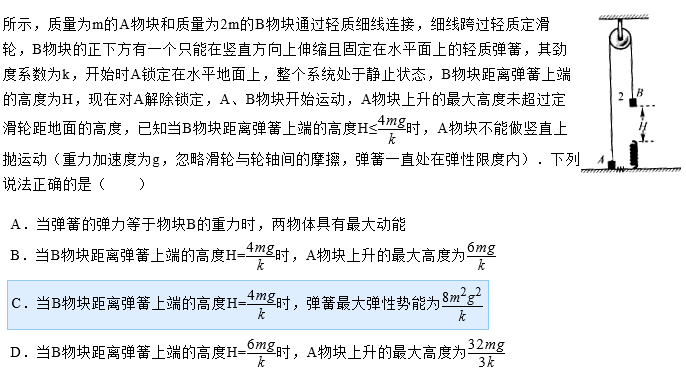 所示，质量为m的A物块和质量为2m的B物块通过轻质细线连接，细线跨过轻质定滑
轮，B物块的正下方有一个只能在竖直方向上伸缩且固定在水平面上的轻质弹簧，其劲
度系数为k，开始时A锁定在水平地面上，整个系统处于静止状态，B物块距离弹簧上端
的高度为H，现在对A解除锁定，A、B物块开始运动，A物块上升的最大高度未超过定
滑轮距地面的高度，已知当B物块距离弹簧上端的高度H≤4mg/k时，A物块不能做竖直上
抛运动（重力加速度为g，忽略滑轮与轮轴间的摩擦，弹簧一直处在弹性限度内）．下列
说法正确的是（　　）
A．当弹簧的弹力等于物块B的重力时，两物体具有最大动能
B．当B物块距离弹簧上端的高度H=4mg/k时，A物块上升的最大高度为6mg/k
C．当B物块距离弹簧上端的高度H=4mg/k时，弹簧最大弹性势能为8m²g²/k
D．当B物块距离弹簧上端的高度H=6mg/k时，A物块上升的最大高度为32mg/3k
2
B
H
A